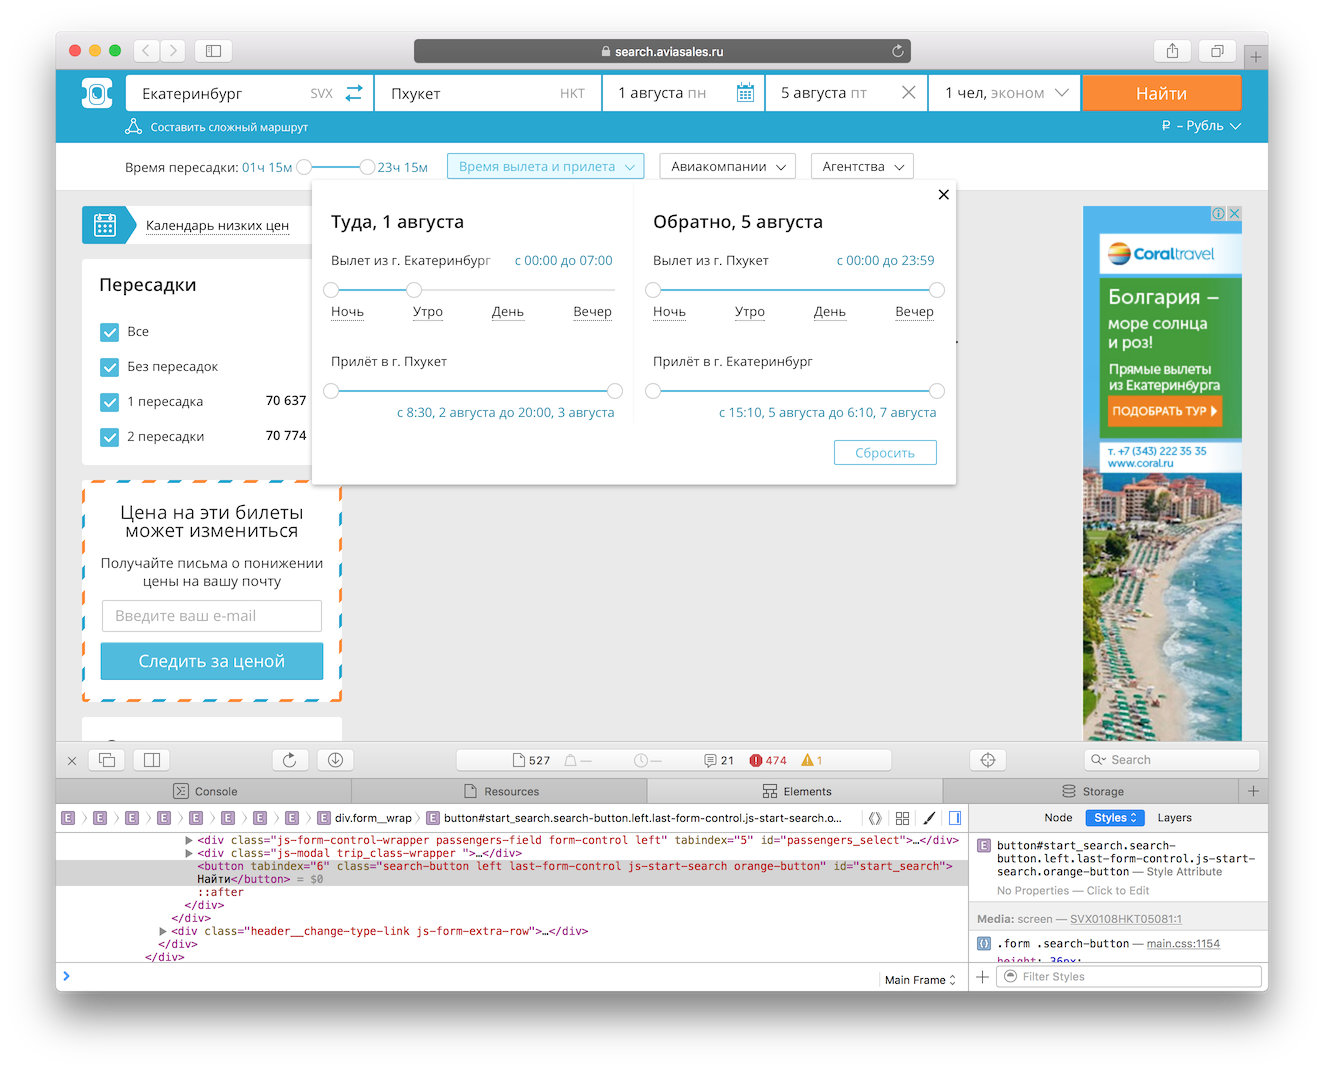 search.aviasales.ru
Екатеринбург SVX
Пхукет HKT
1 августа пн
5 августа пт
1 чел, эконом
Найти
Составить сложный маршрут
₽ – Рубль
Время пересадки: 01ч 15м 23ч 15м
Время вылета и прилета
Авиакомпании
Агентства
Календарь низких цен
Пересадки
Все
Без пересадок
1 пересадка 70 637
2 пересадки 70 774
Туда, 1 августа
Вылет из г. Екатеринбург с 00:00 до 07:00
Ночь Утро День Вечер
Прилёт в г. Пхукет
с 8:30, 2 августа до 20:00, 3 августа
Обратно, 5 августа
Вылет из г. Пхукет с 00:00 до 23:59
Ночь Утро День Вечер
Прилёт в г. Екатеринбург
с 15:10, 5 августа до 6:10, 7 августа
Сбросить
Цена на эти билеты
может измениться
Получайте письма о понижении
цены на вашу почту
Введите ваш e-mail
Следить за ценой
Coraltravel
Болгария –
море солнца
и роз!
Прямые вылеты
из Екатеринбурга
ПОДОБРАТЬ ТУР
т. +7 (343) 222 35 35
www.coral.ru
527 — — 21 474 1
Search
Console
Resources
Elements
Storage
E E E E E E E E E div.form__wrap E button#start_search.search-button.left.last-form-control.js-start-search.o...
Node Styles Layers
<div class="js-form-control-wrapper passengers-field form-control left" tabindex="5" id="passengers_select">…</div>
<div class="js-modal trip_class-wrapper ">…</div>
<button tabindex="6" class="search-button left last-form-control js-start-search orange-button" id="start_search">
Найти</button> = $0
::after
</div>
</div>
<div class="header__change-type-link js-form-extra-row">…</div>
</div>
</div>
Main Frame
E button#start_search.search-
button.left.last-form-control.js-start-
search.orange-button — Style Attribute
No Properties — Click to Edit
Media: screen — SVX0108HKT05081:1
.form .search-button — main.css:1154
height: 36px;
Filter Styles